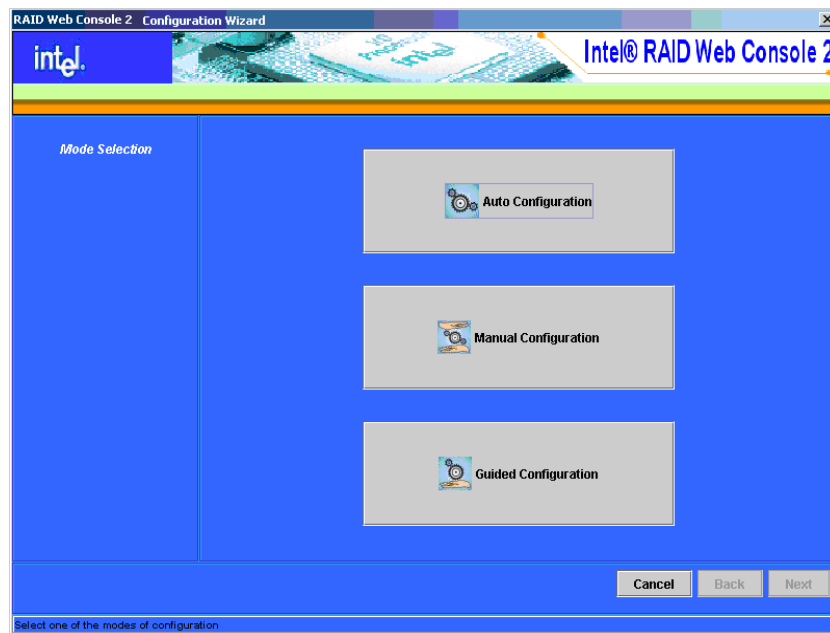 RAID Web Console 2 Configuration Wizard
intel.
Intel® RAID Web Console 2
Mode Selection
Auto Configuration
Manual Configuration
Guided Configuration
Cancel
Back
Next
Select one of the modes of configuration